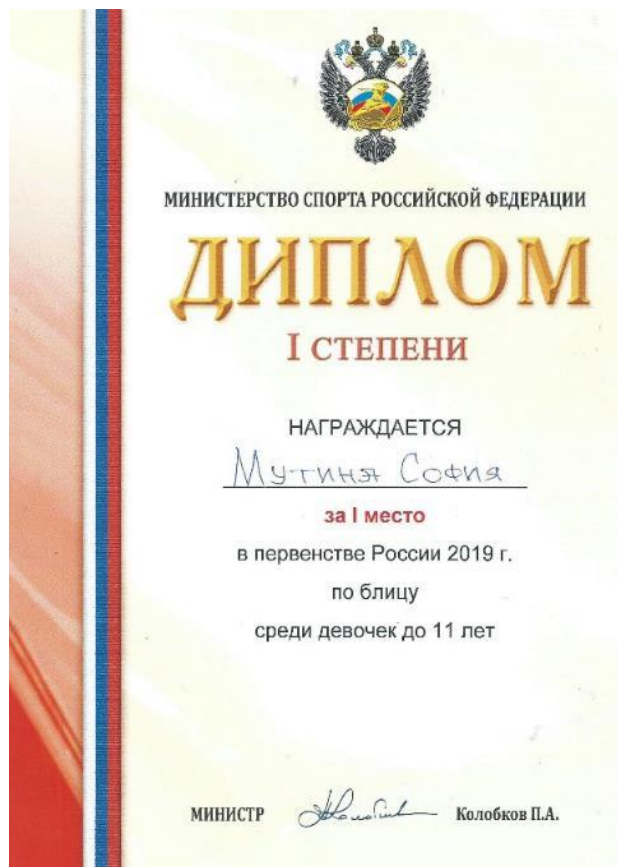 МИНИСТЕРСТВО СПОРТА РОССИЙСКОЙ ФЕДЕРАЦИИ
ДИПЛОМ
I СТЕПЕНИ
НАГРАЖДАЕТСЯ
Мутиня София
за I место
в первенстве России 2019 г.
по блицу
среди девочек до 11 лет
МИНИСТР Колобков П.А.